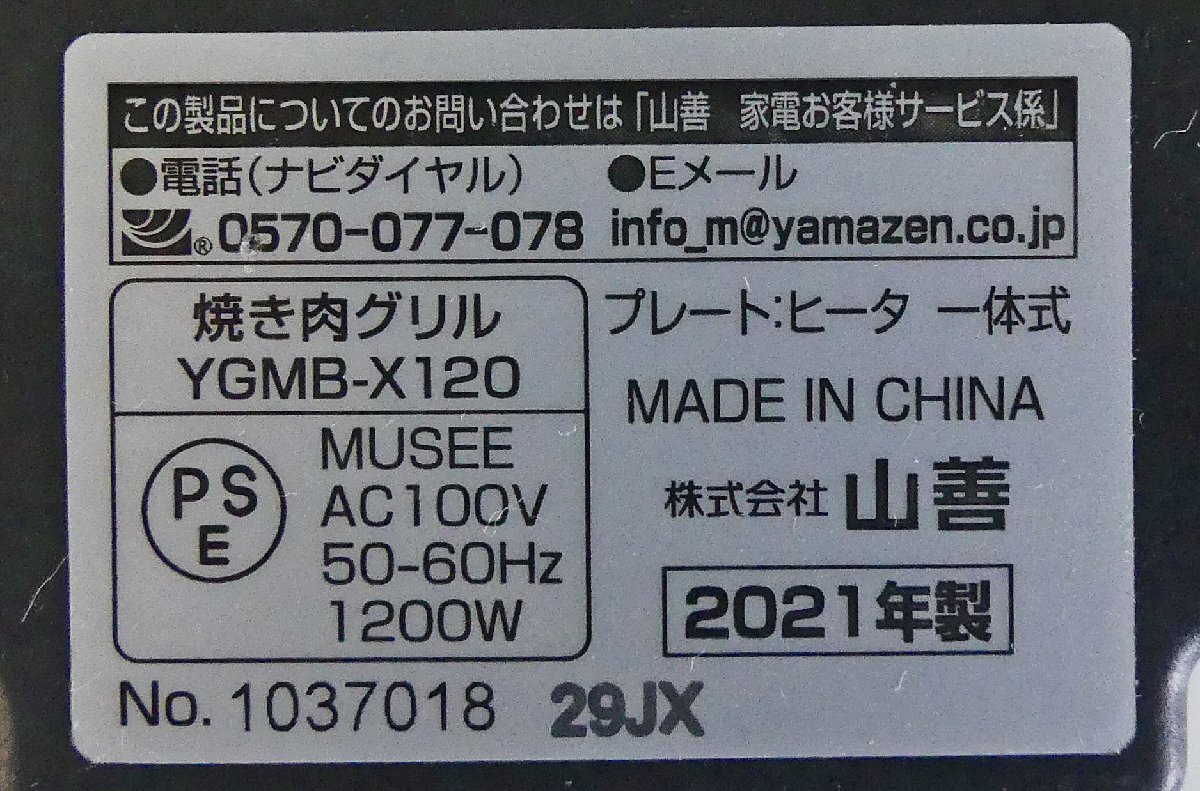 この製品についてのお問い合わせは「山善 家電お客様サービス係」
●電話(ナビダイヤル)
®0570-077-078
●Eメール
info_m@yamazen.co.jp
焼き肉グリル
YGMB-X120
PSE
MUSEE
AC100V
50-60Hz
1200W
プレート:ヒータ 一体式
MADE IN CHINA
株式会社 山善
2021年製
No. 1037018 29JX